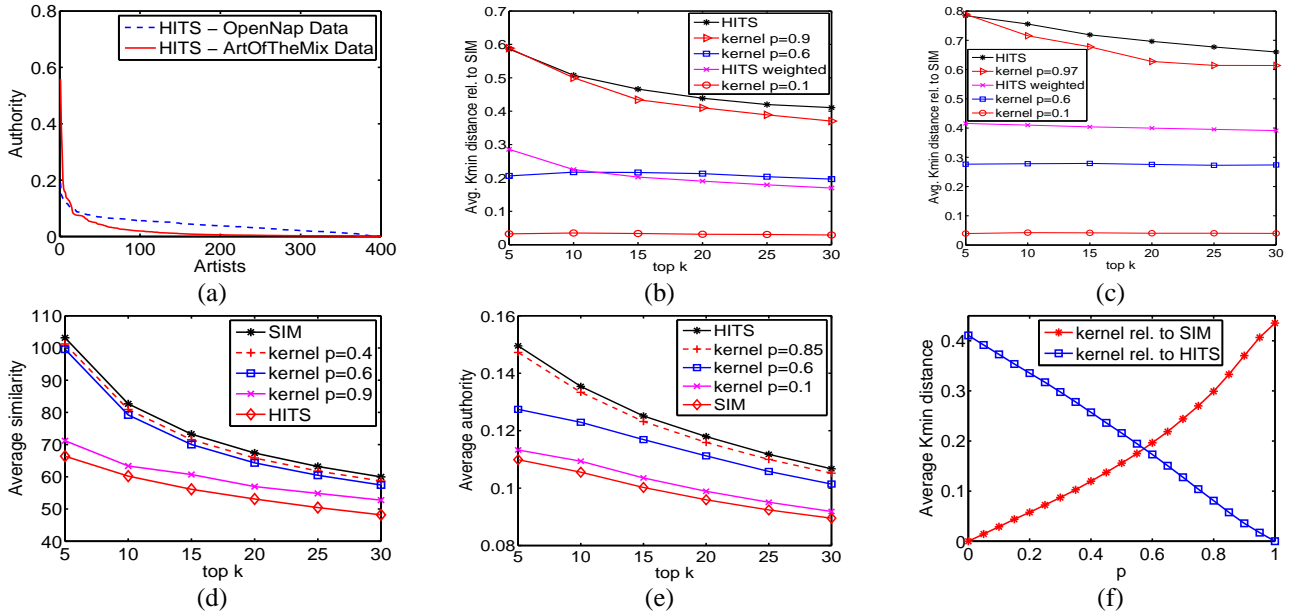 HITS – OpenNap Data
HITS – ArtOfTheMix Data
Authority
0.8
0.6
0.4
0.2
0
0 100 200 300 400
Artists
(a)
HITS
kernel p=0.9
kernel p=0.6
HITS weighted
kernel p=0.1
Avg. Kmin distance rel. to SIM
0.7
0.6
0.5
0.4
0.3
0.2
0.1
0
5 10 15 20 25 30
top k
(b)
HITS
kernel p=0.97
HITS weighted
kernel p=0.6
kernel p=0.1
Avg. Kmin distance rel. to SIM
0.8
0.7
0.6
0.5
0.4
0.3
0.2
0.1
0
5 10 15 20 25 30
top k
(c)
SIM
kernel p=0.4
kernel p=0.6
kernel p=0.9
HITS
Average similarity
110
100
90
80
70
60
50
40
5 10 15 20 25 30
top k
(d)
HITS
kernel p=0.85
kernel p=0.6
kernel p=0.1
SIM
Average authority
0.16
0.14
0.12
0.1
0.08
5 10 15 20 25 30
top k
(e)
kernel rel. to SIM
kernel rel. to HITS
Average Kmin distance
0.4
0.3
0.2
0.1
0
0 0.2 0.4 0.6 0.8 1
p
(f)